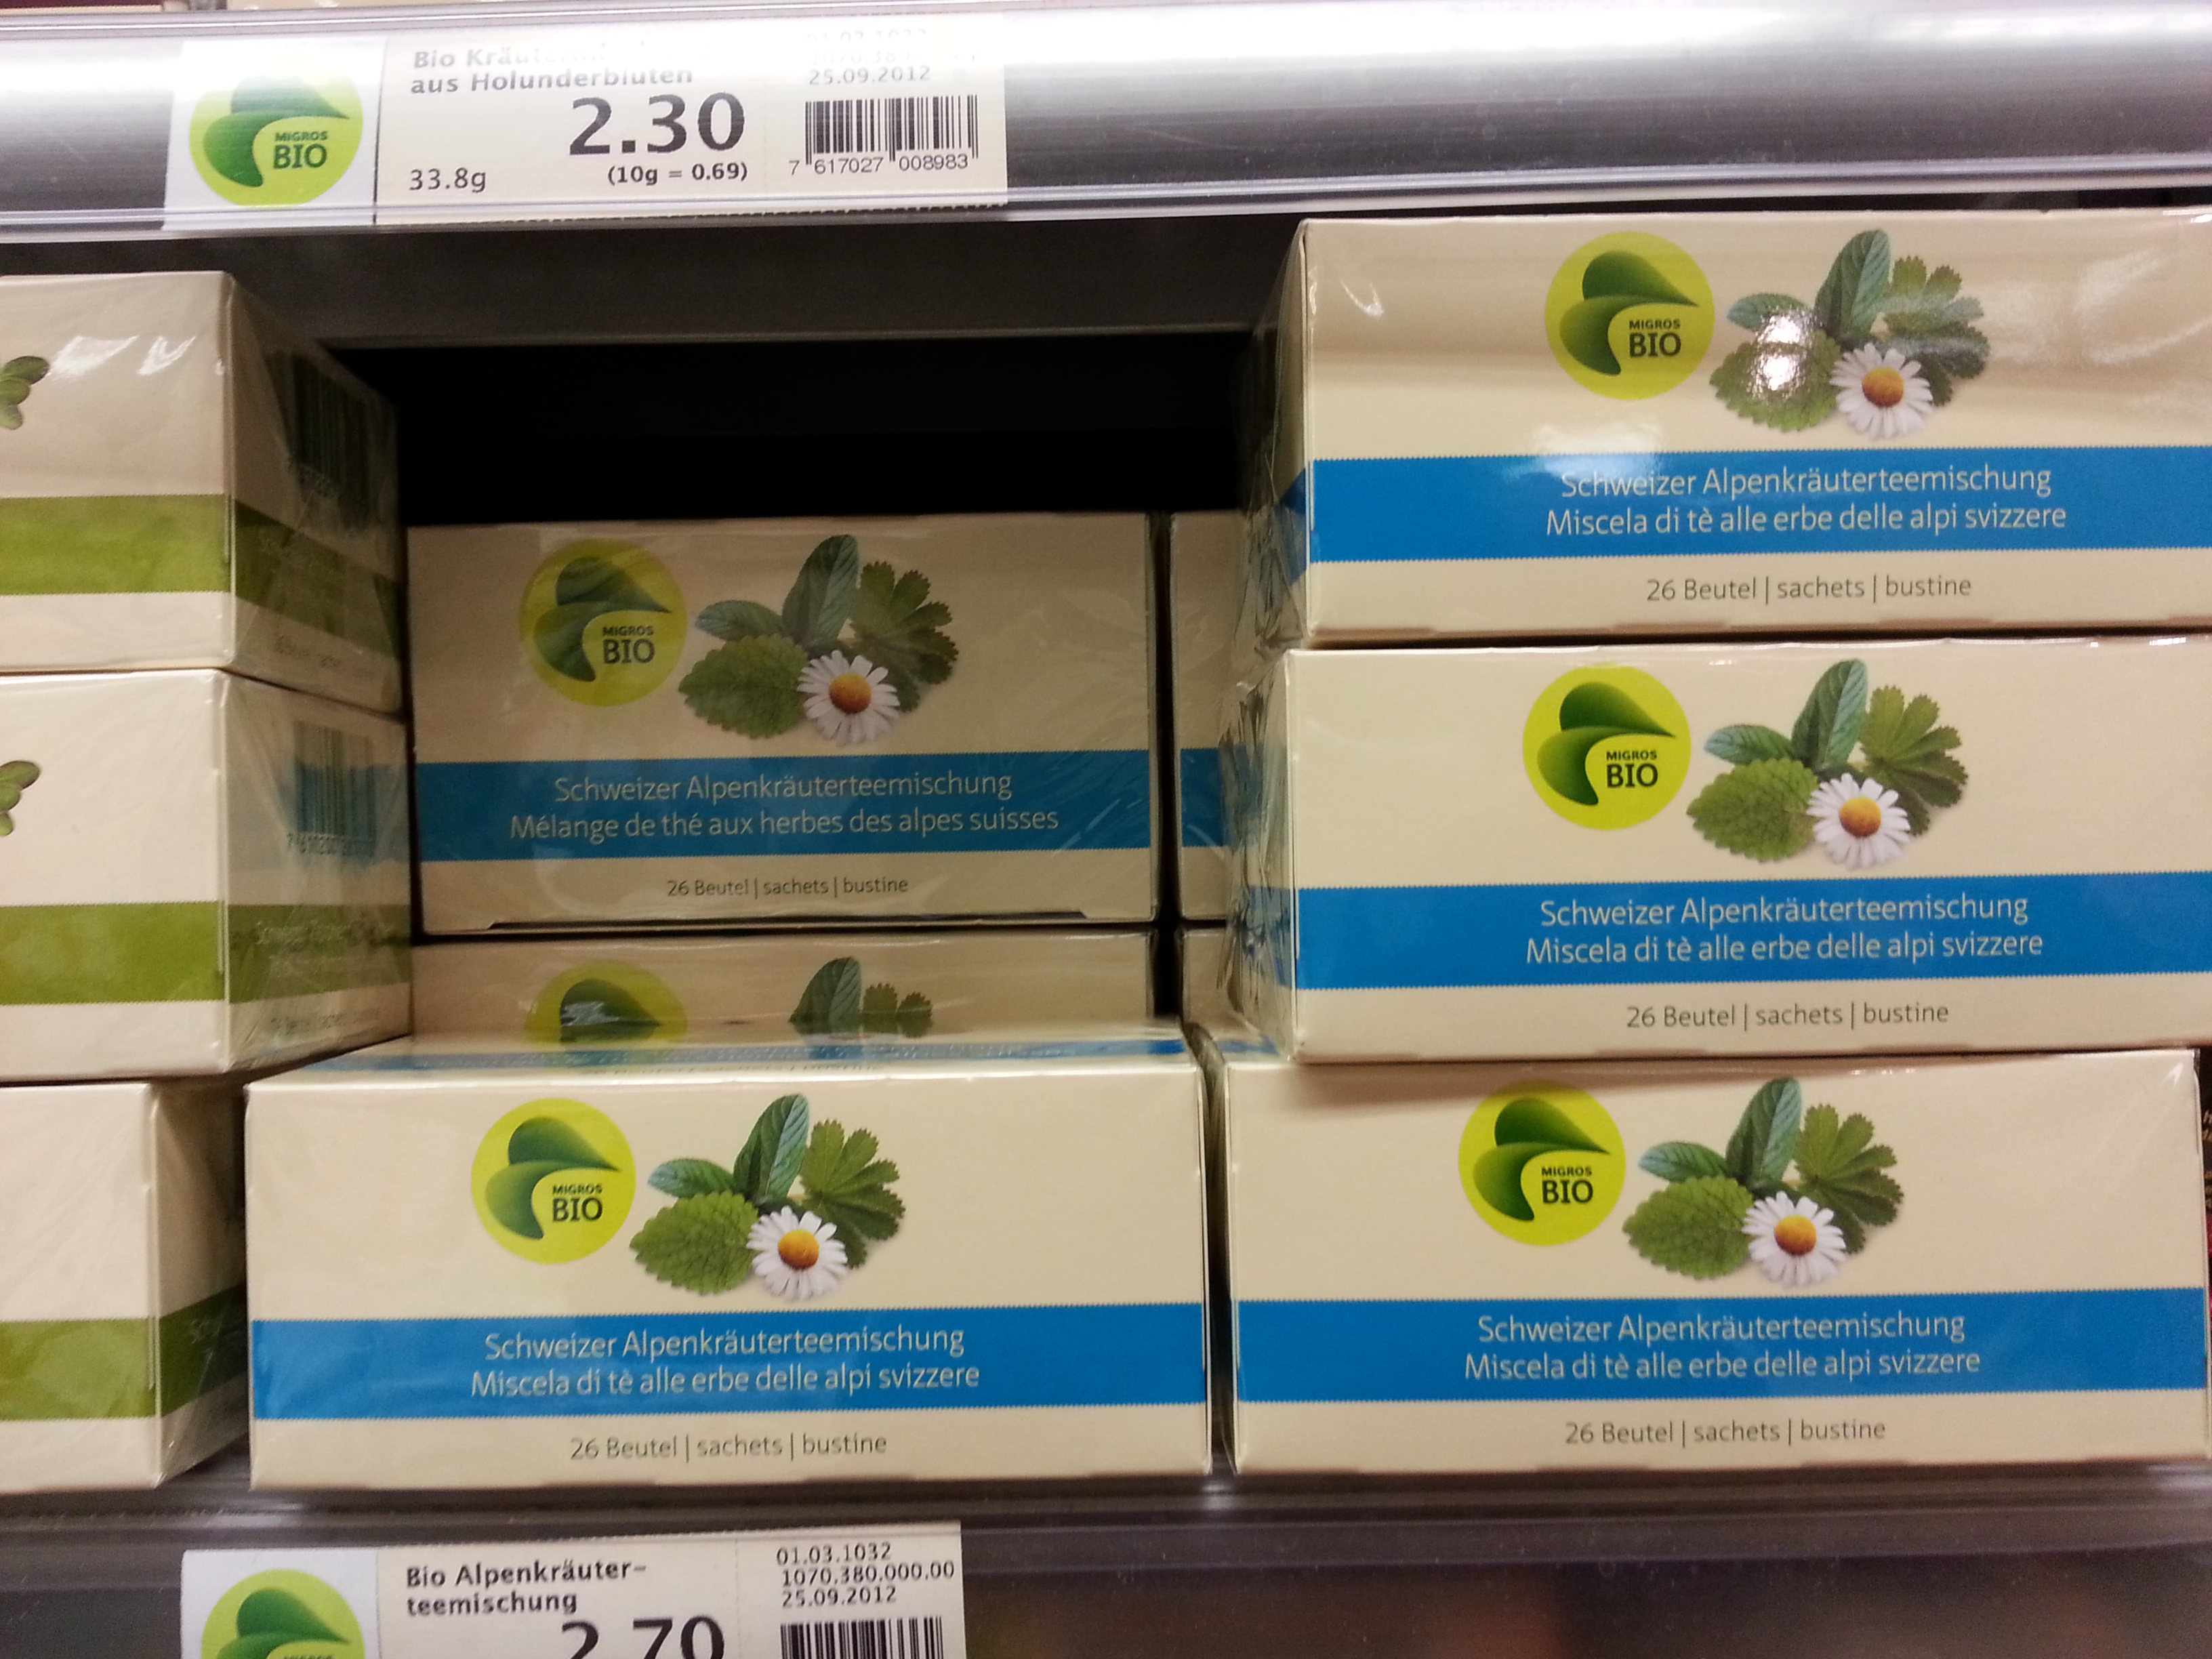 Bio
aus Holunderblüten
25.09.2012
2.30
33.8g
(10g = 0.69)
7 617027 008983
MIGROS
BIO
MIGROS
BIO
Schweizer Alpenkräuterteemischung
Miscela di tè alle erbe delle alpi svizzere
26 Beutel | sachets | bustine
MIGROS
BIO
Schweizer Alpenkräuterteemischung
Mélange de thé aux herbes des alpes suisses
26 Beutel | sachets | bustine
MIGROS
BIO
Schweizer Alpenkräuterteemischung
Miscela di tè alle erbe delle alpi svizzere
26 Beutel | sachets | bustine
MIGROS
BIO
Schweizer Alpenkräuterteemischung
Miscela di tè alle erbe delle alpi svizzere
26 Beutel | sachets | bustine
MIGROS
BIO
Schweizer Alpenkräuterteemischung
Miscela di tè alle erbe delle alpi svizzere
26 Beutel | sachets | bustine
Bio Alpenkräuter-
teemischung
2.70
01.03.1032
1070.380.000.00
25.09.2012